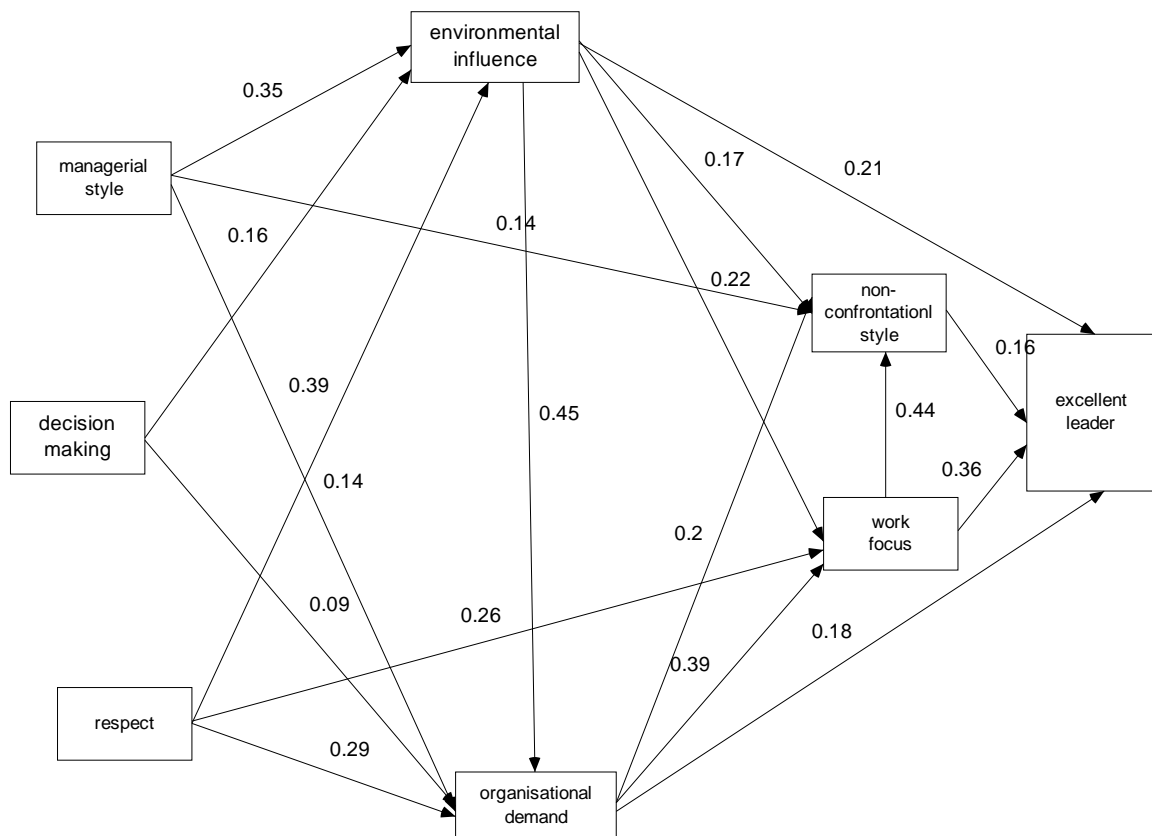 environmental
influence
0.35
managerial
style
0.17
0.21
0.16
0.14
0.22
non-
confrontationl
style
0.16
0.39
excellent
leader
decision
making
0.45
0.44
0.36
0.14
work
focus
0.2
0.09
0.26
0.18
0.39
respect
0.29
organisational
demand